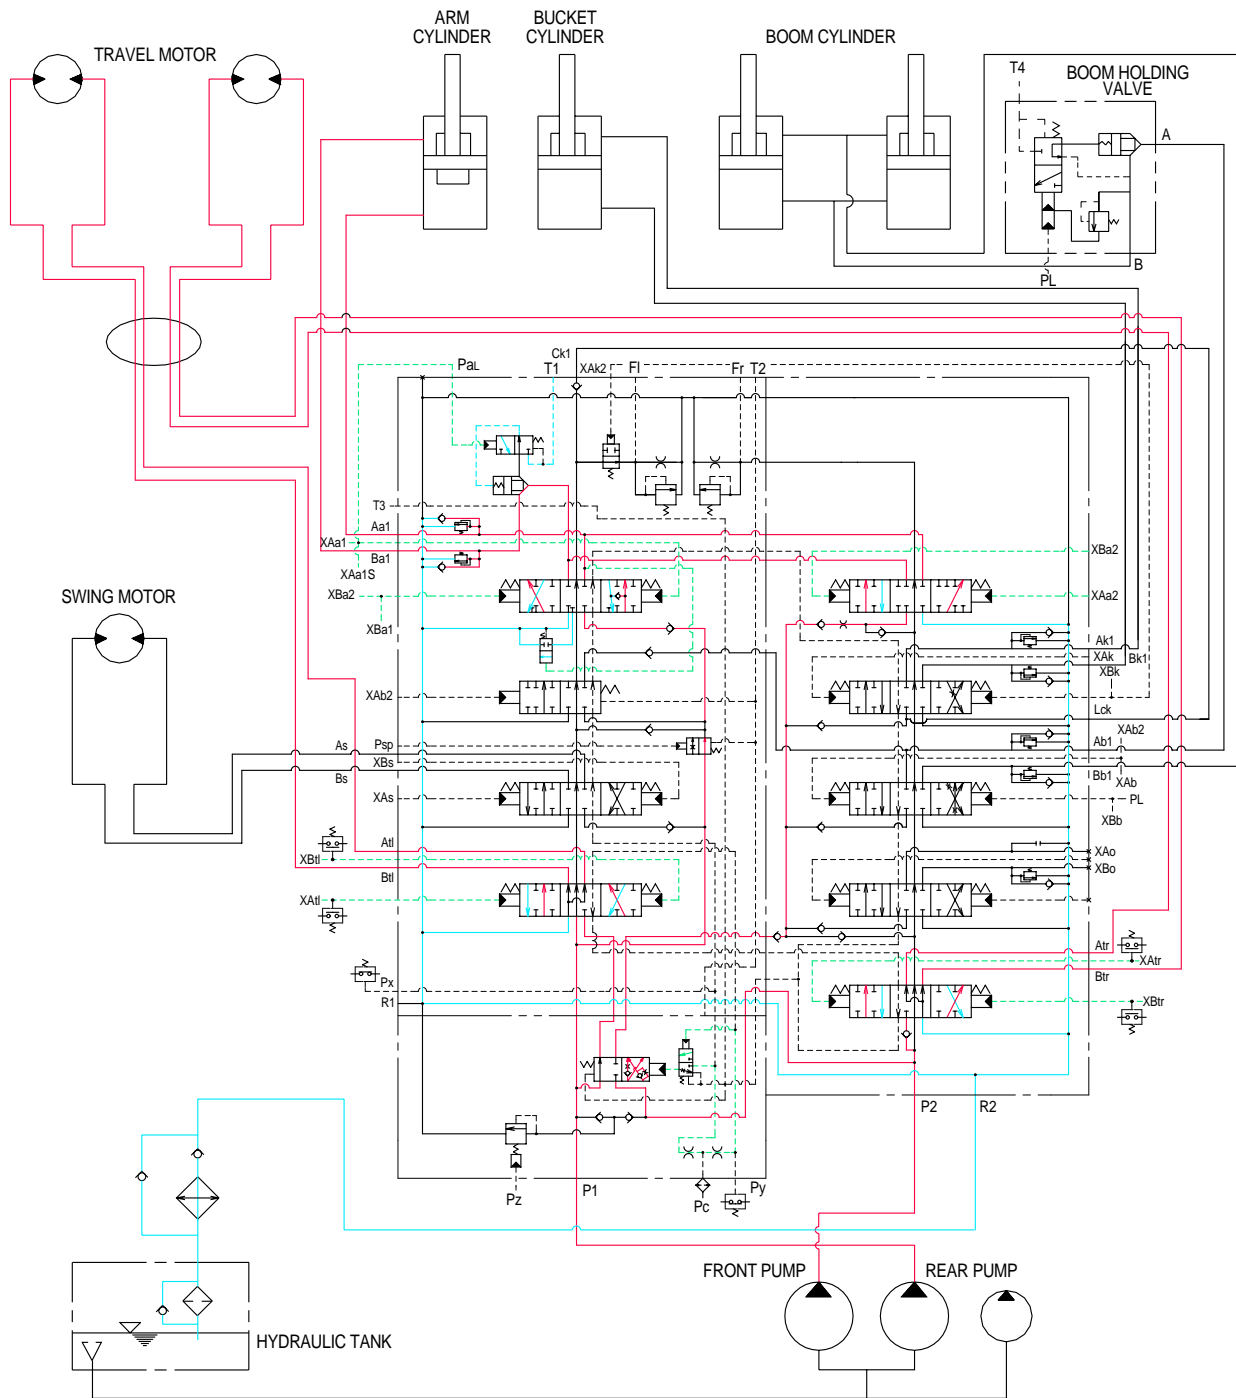 ARM
CYLINDER
BUCKET
CYLINDER
BOOM CYLINDER
TRAVEL MOTOR
T4
BOOM HOLDING
VALVE
A
B
PL
Ck1
PaL
T1
XAk2
Fl
Fr
T2
T3
Aa1
XAa1
Ba1
XAa1S
XBa2
XBa1
XBa2
XAa2
SWING MOTOR
Ak1
XAk
Bk1
XBk
Lck
XAb2
XAb2
As
Psp
Ab1
XBs
Bs
Bb1
XAb
XAs
PL
XBb
Atl
XBtl
XAo
XBo
Btl
XAtl
Atr
XAtr
Px
Btr
R1
XBtr
P2
R2
P1
Pz
Pc
Py
FRONT PUMP
REAR PUMP
HYDRAULIC TANK